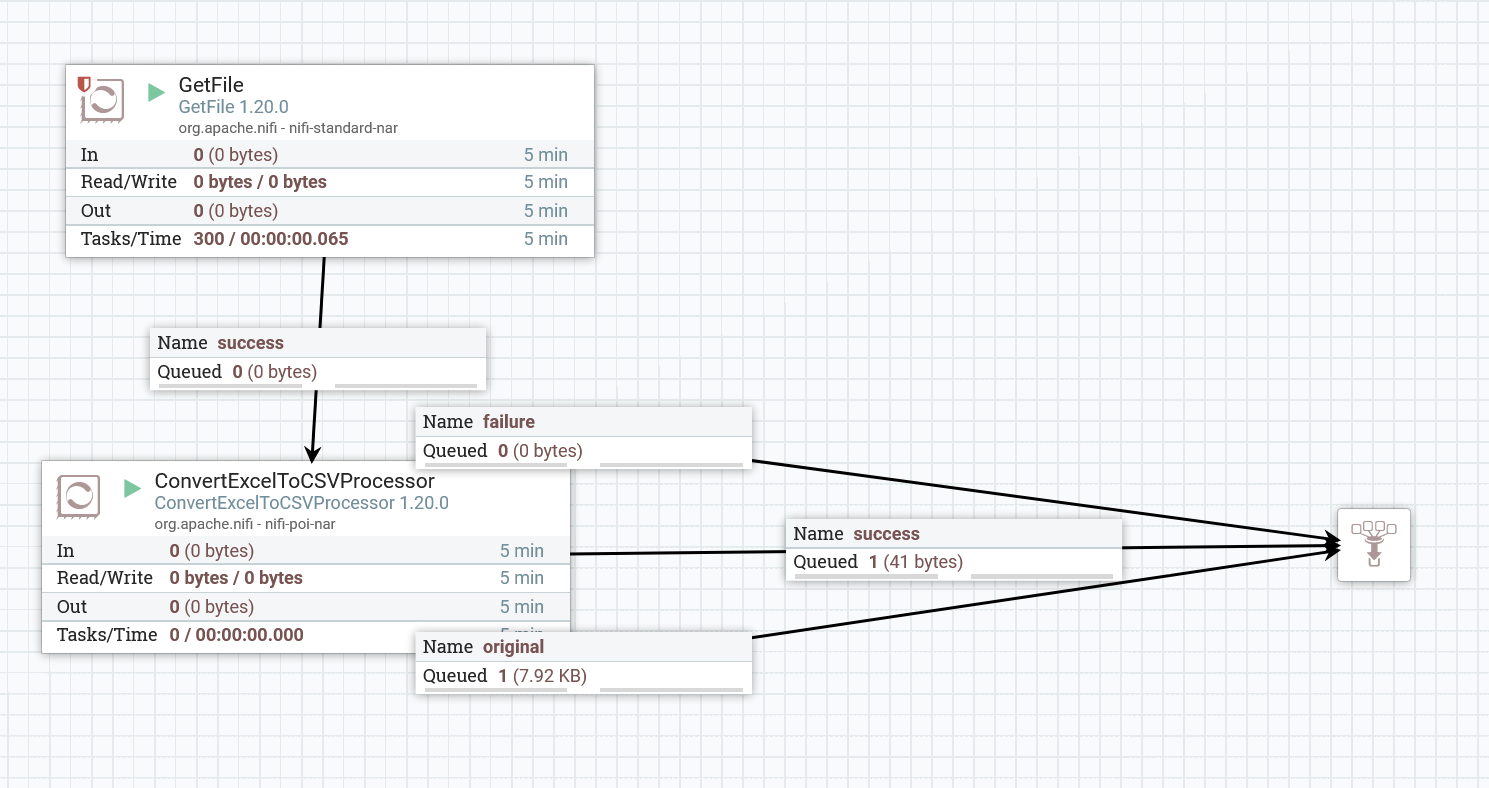 GetFile
GetFile 1.20.0
org.apache.nifi - nifi-standard-nar
In 0 (0 bytes) 5 min
Read/Write 0 bytes / 0 bytes 5 min
Out 0 (0 bytes) 5 min
Tasks/Time 300 / 00:00:00.065 5 min
Name success
Queued 0 (0 bytes)
Name failure
Queued 0 (0 bytes)
ConvertExcelToCSVProcessor
ConvertExcelToCSVProcessor 1.20.0
org.apache.nifi - nifi-poi-nar
In 0 (0 bytes) 5 min
Read/Write 0 bytes / 0 bytes 5 min
Out 0 (0 bytes) 5 min
Tasks/Time 0 / 00:00:00.000
Name success
Queued 1 (41 bytes)
Name original
Queued 1 (7.92 KB)